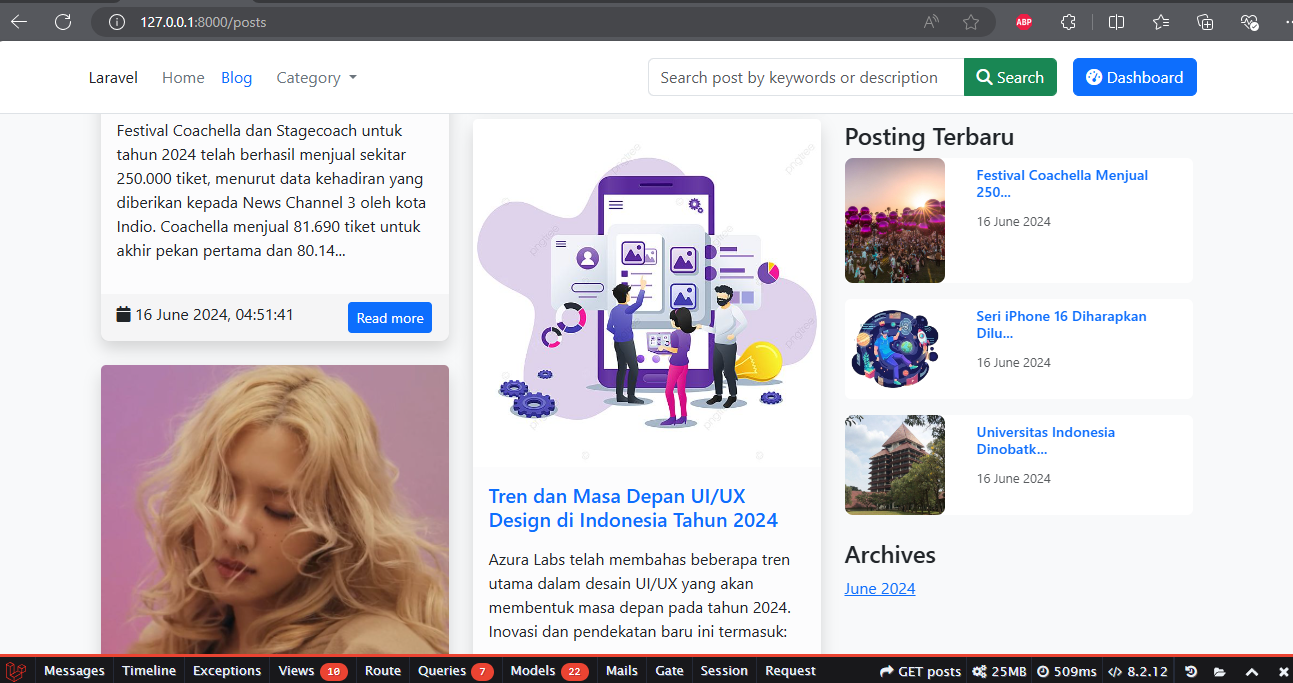 127.0.0.1:8000/posts
ABP
Laravel
Home
Blog
Category
Search post by keywords or description
Search
Dashboard
Festival Coachella dan Stagecoach untuk
tahun 2024 telah berhasil menjual sekitar
250.000 tiket, menurut data kehadiran yang
diberikan kepada News Channel 3 oleh kota
Indio. Coachella menjual 81.690 tiket untuk
akhir pekan pertama dan 80.14...
16 June 2024, 04:51:41
Read more
pngtree
pngtree
pngtree
pngtree
pngtree
pngtree
Tren dan Masa Depan UI/UX
Design di Indonesia Tahun 2024
Azura Labs telah membahas beberapa tren
utama dalam desain UI/UX yang akan
membentuk masa depan pada tahun 2024.
Inovasi dan pendekatan baru ini termasuk:
Posting Terbaru
Festival Coachella Menjual
250...
16 June 2024
Seri iPhone 16 Diharapkan
Dilu...
16 June 2024
Universitas Indonesia
Dinobatk...
16 June 2024
Archives
June 2024
Messages
Timeline
Exceptions
Views 10
Route
Queries 7
Models 22
Mails
Gate
Session
Request
GET posts
25MB
509ms
8.2.12